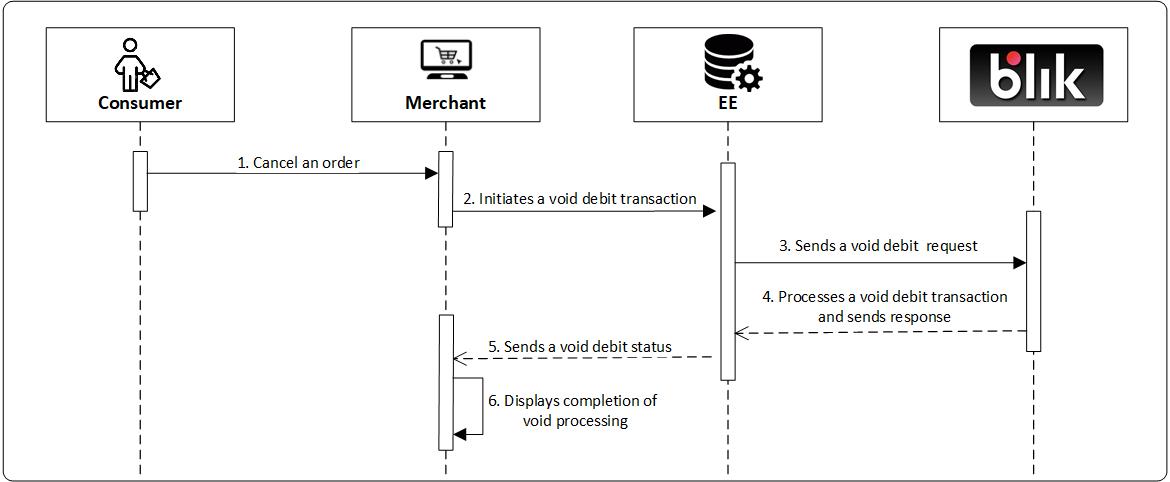 Consumer
Merchant
EE
blik
1. Cancel an order
2. Initiates a void debit transaction
3. Sends a void debit request
4. Processes a void debit transaction
and sends response
5. Sends a void debit status
6. Displays completion of
void processing